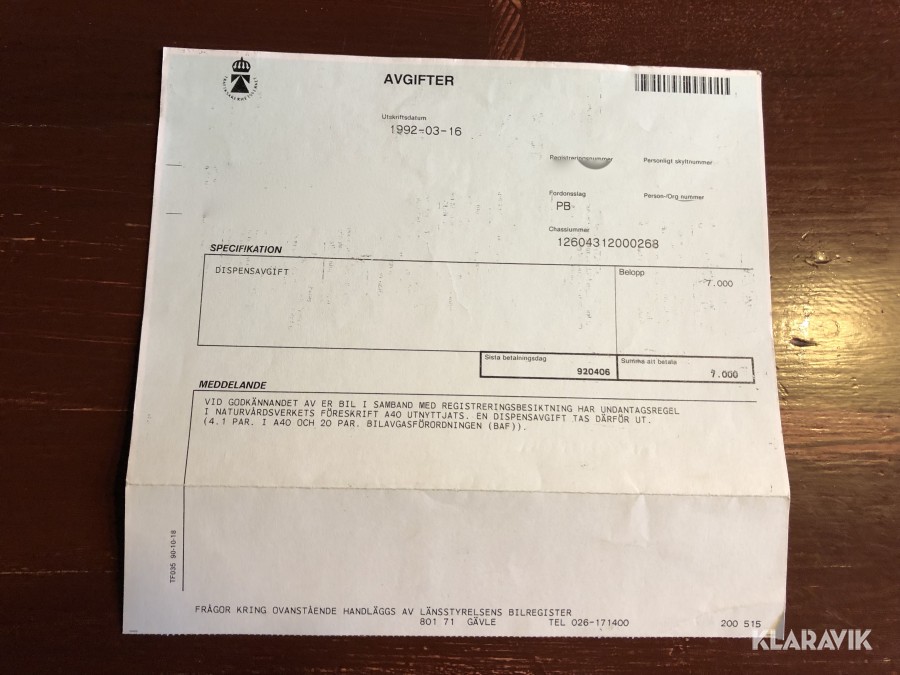 AVGIFTER
Utskriftsdatum
1992-03-16
Registreringsnummer
Personligt skyltnummer
Fordonsslag
Person-/Org nummer
PB
Chassinummer
12604312000268
SPECIFIKATION
DISPENSAVGIFT
Belopp
7.000
Sista betalningsdag
920406
Summa att betala
7.000
MEDDELANDE
VID GODKÄNNANDET AV ER BIL I SAMBAND MED REGISTRERINGSBESIKTNING HAR UNDANTAGSREGEL
I NATURVÅRDSVERKETS FÖRESKRIFT A40 UTNYTTJATS. EN DISPENSAVGIFT TAS DÄRFÖR UT.
(4.1 PAR. I A40 OCH 20 PAR. BILAVGASFÖRORDNINGEN (BAF)).
TF035 90-10-18
FRÅGOR KRING OVANSTÅENDE HANDLÄGGS AV LÄNSSTYRELSENS BILREGISTER
801 71 GÄVLE TEL 026-171400
200 515
KLARAVIK